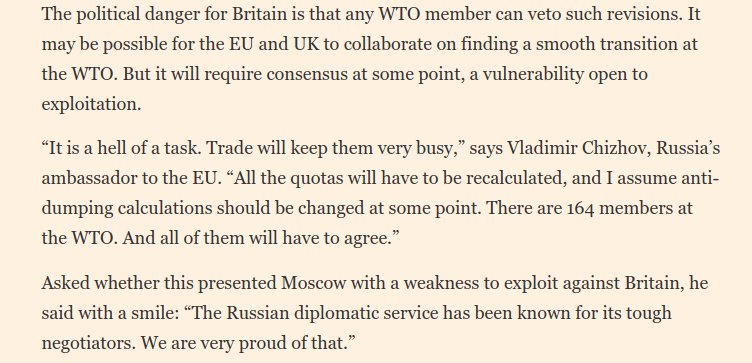 The political danger for Britain is that any WTO member can veto such revisions. It
may be possible for the EU and UK to collaborate on finding a smooth transition at
the WTO. But it will require consensus at some point, a vulnerability open to
exploitation.
“It is a hell of a task. Trade will keep them very busy,” says Vladimir Chizhov, Russia’s
ambassador to the EU. “All the quotas will have to be recalculated, and I assume anti-
dumping calculations should be changed at some point. There are 164 members at
the WTO. And all of them will have to agree.”
Asked whether this presented Moscow with a weakness to exploit against Britain, he
said with a smile: “The Russian diplomatic service has been known for its tough
negotiators. We are very proud of that.”